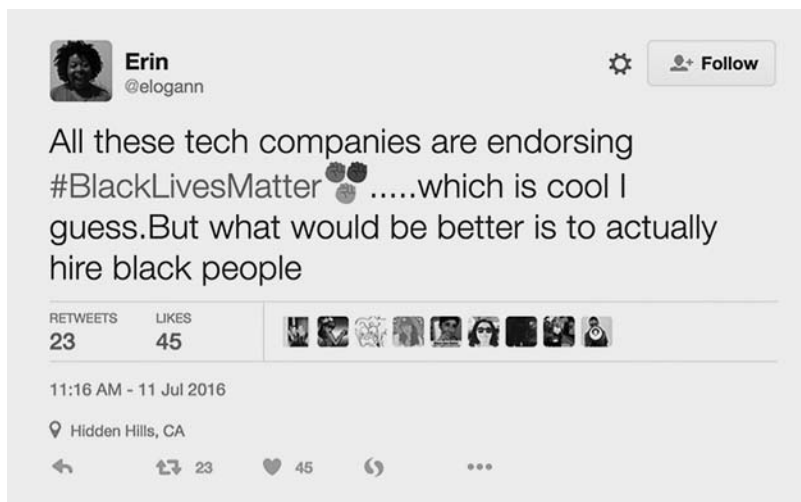 Erin
@elogann
Follow
All these tech companies are endorsing
#BlackLivesMatter✊✊✊.....which is cool I
guess.But what would be better is to actually
hire black people
RETWEETS LIKES
23 45
11:16 AM - 11 Jul 2016
Hidden Hills, CA
23 45